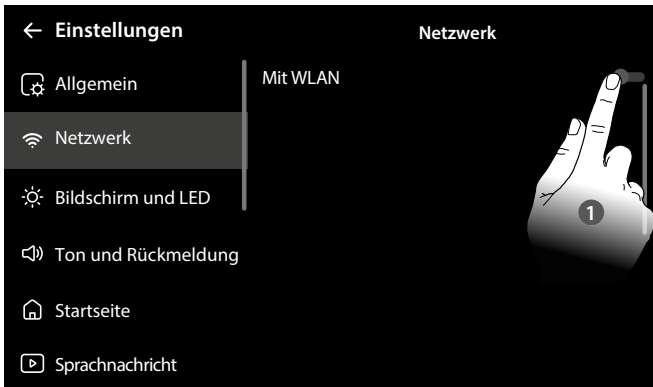 Einstellungen
Netzwerk
Allgemein
Mit WLAN
Netzwerk
Bildschirm und LED
1
Ton und Rückmeldung
Startseite
Sprachnachricht